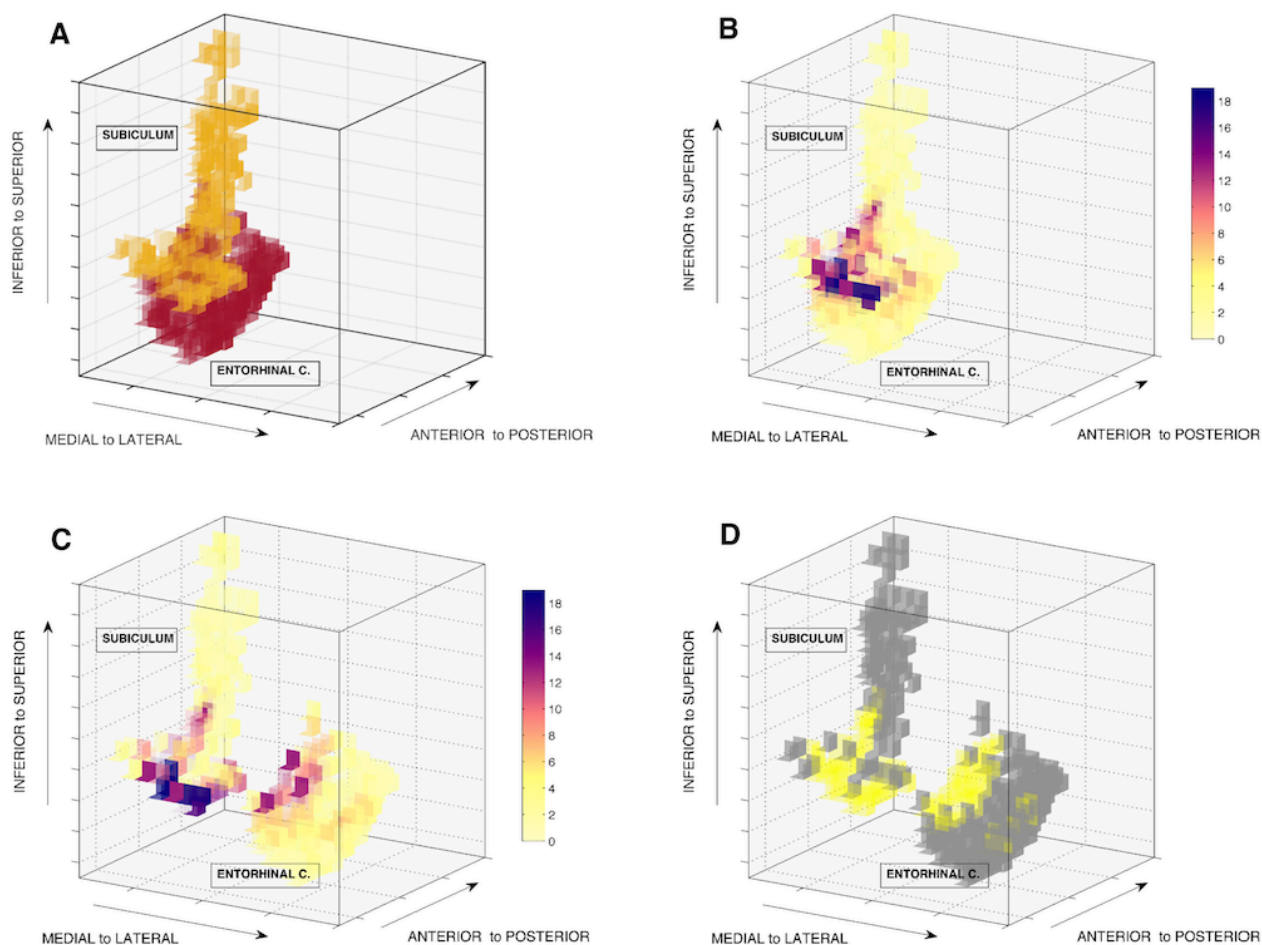 A
B
SUBICULUM
SUBICULUM
INFERIOR to SUPERIOR
INFERIOR to SUPERIOR
18
16
14
12
10
8
6
4
2
0
ENTORHINAL C.
ENTORHINAL C.
MEDIAL to LATERAL
ANTERIOR to POSTERIOR
MEDIAL to LATERAL
ANTERIOR to POSTERIOR
C
D
SUBICULUM
SUBICULUM
INFERIOR to SUPERIOR
INFERIOR to SUPERIOR
18
16
14
12
10
8
6
4
2
0
ENTORHINAL C.
ENTORHINAL C.
MEDIAL to LATERAL
ANTERIOR to POSTERIOR
MEDIAL to LATERAL
ANTERIOR to POSTERIOR